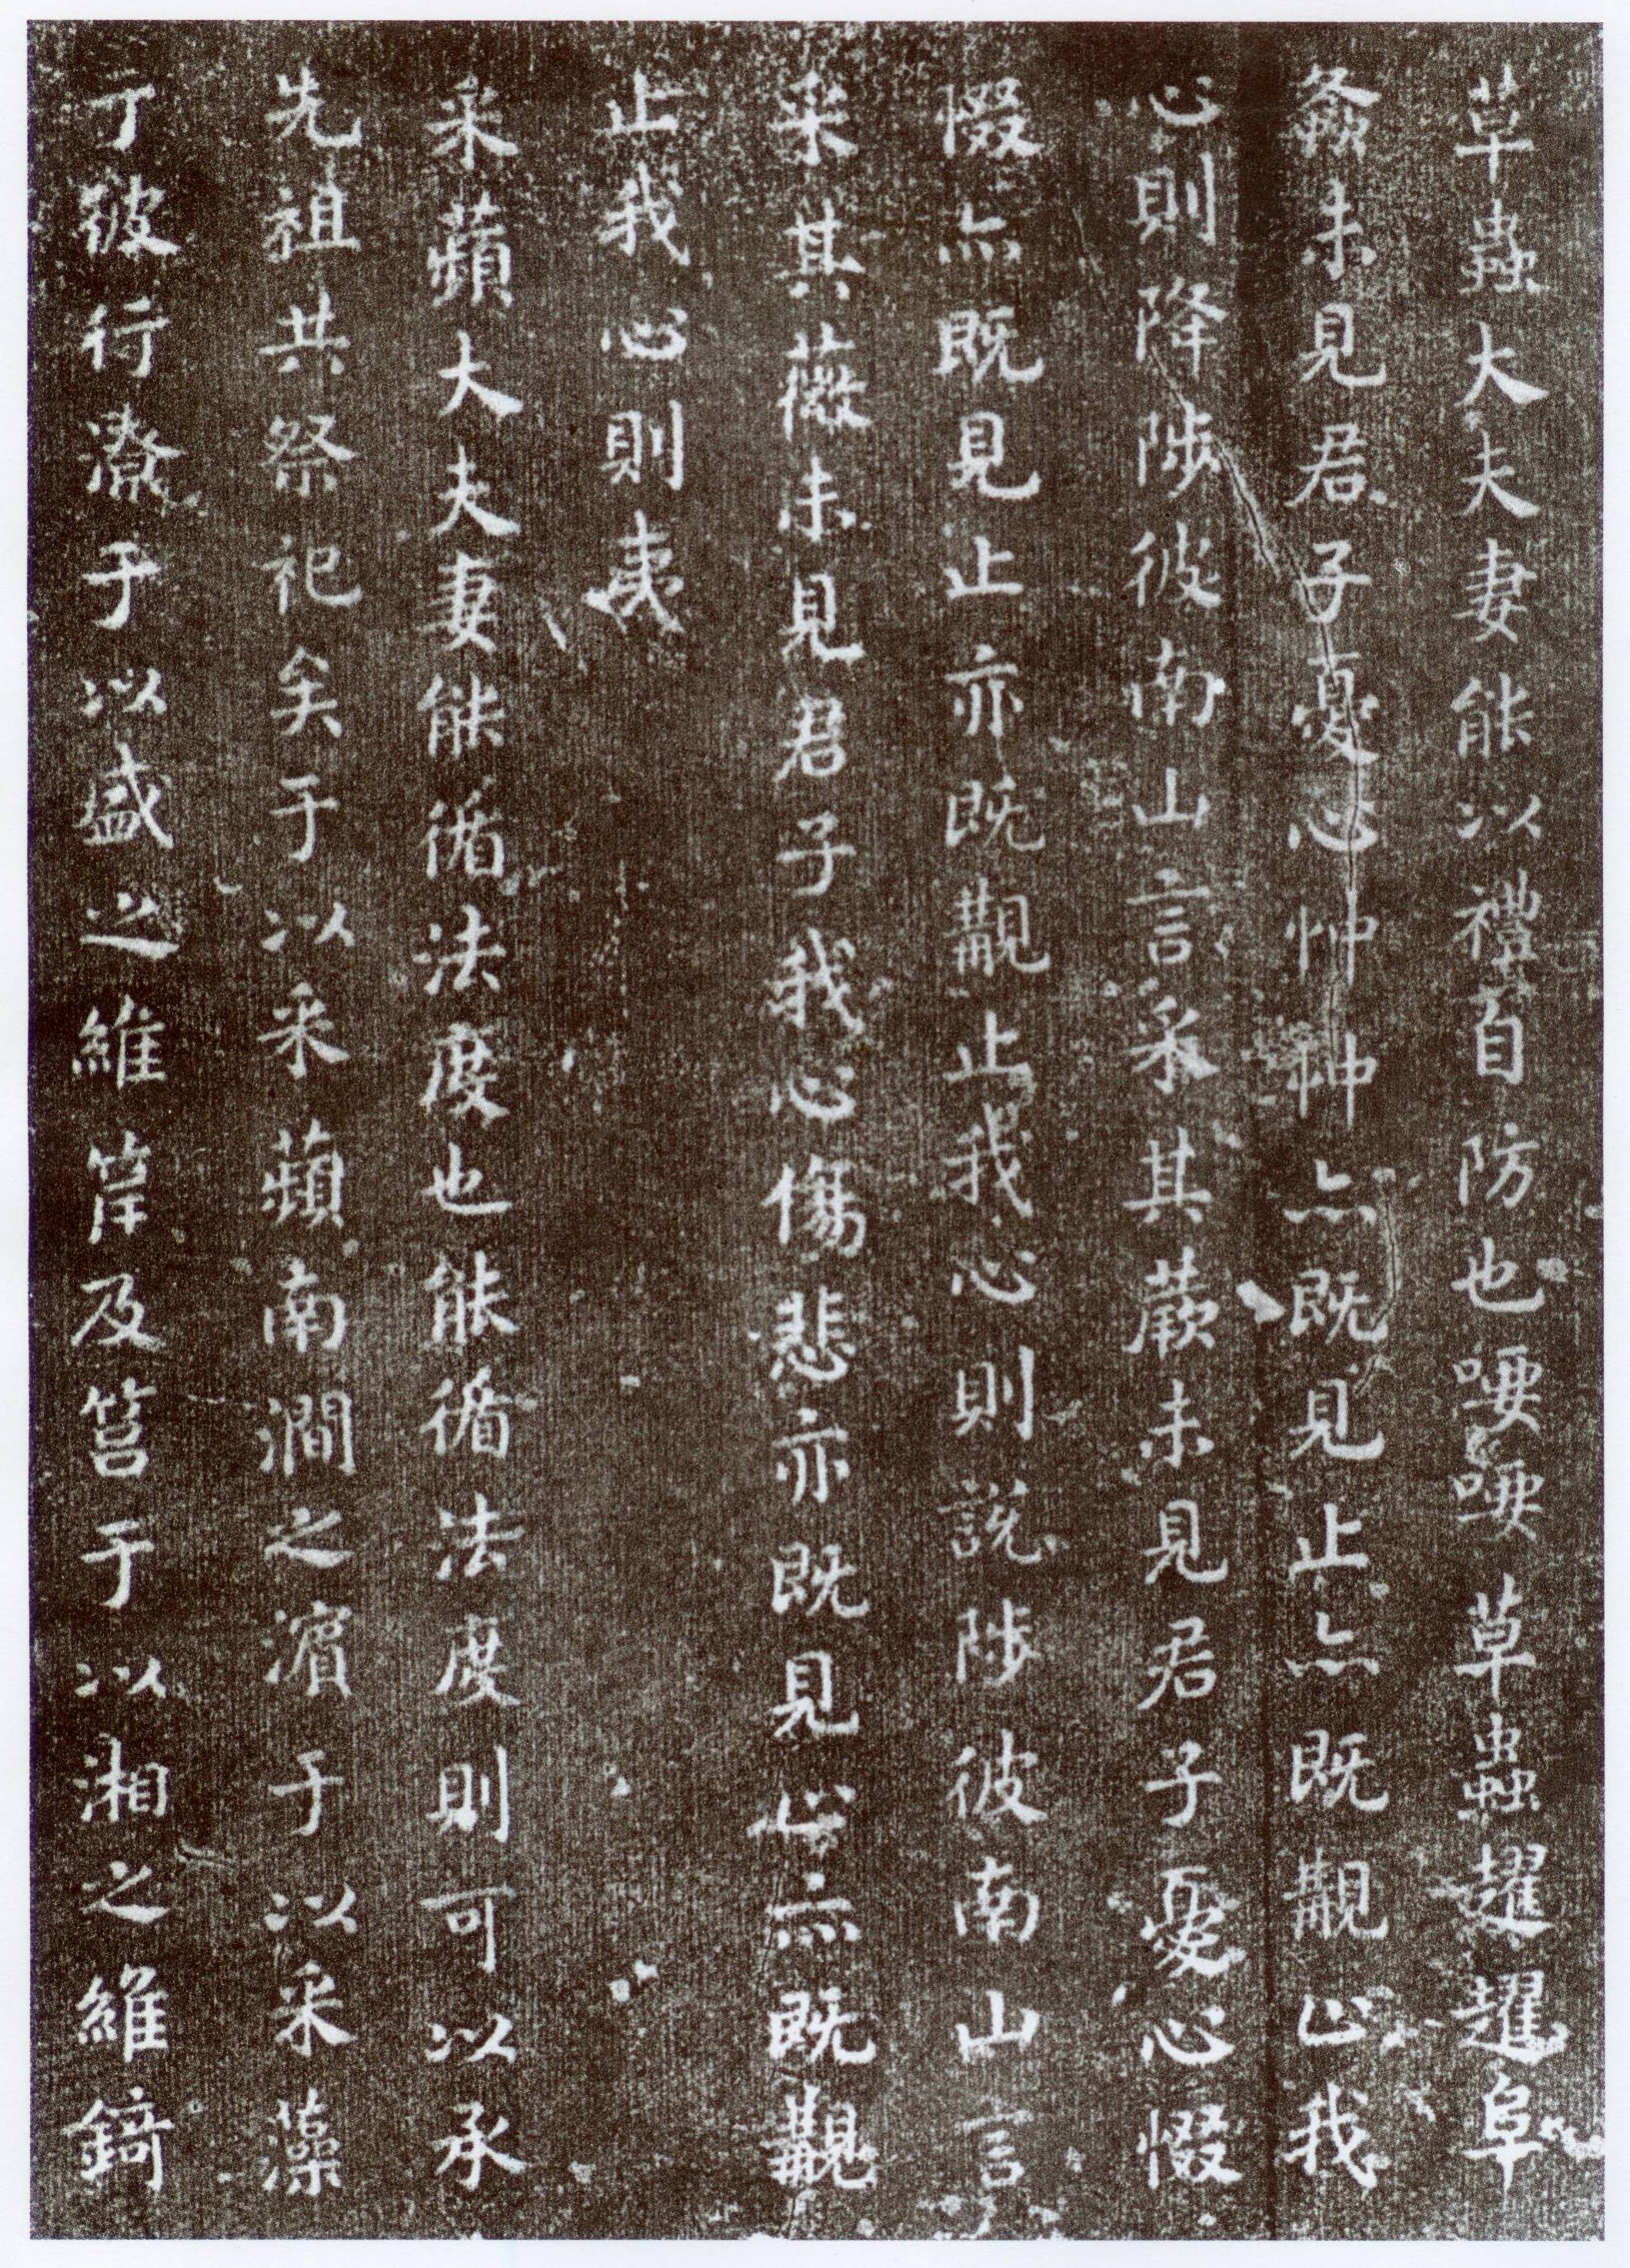 草蟲大夫妻能以禮自防也喓喓草蟲趯趯阜
螽未見君子憂心忡忡亦既見止亦既覯止我
心則降陟彼南山言采其蕨未見君子憂心惙
惙亦既見止亦既覯止我心則說陟彼南山言
采其薇未見君子我心傷悲亦既見止亦既覯
止我心則夷
采蘋大夫妻能循法度也能循法度則可以承
先祖共祭祀矣于以采蘋南澗之濱于以采藻
于彼行潦于以盛之維筐及筥于以湘之維錡